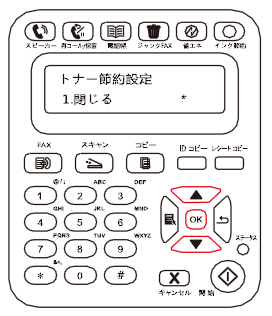 スピーカー 再コール/保留 電話帳 ジャンクFAX 省エネ インク節約
トナー節約設定
1.閉じる *
FAX スキャン コピー IDコピー レシートコピー
@/: ABC DEF
1 2 3
GHI JKL MNO
4 5 6
OK
PQRS TUV WXYZ
7 8 9
ステータス
&,
* 0 #
キャンセル 開始